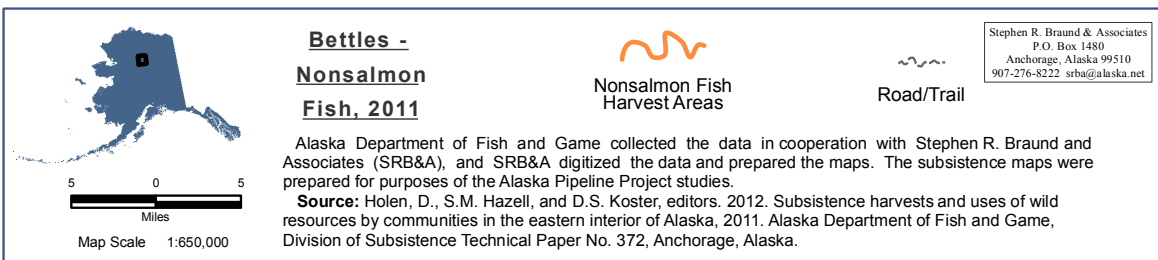 Bettles -
Nonsalmon
Fish, 2011
Nonsalmon Fish
Harvest Areas
Road/Trail
Stephen R. Braund & Associates
P.O. Box 1480
Anchorage, Alaska 99510
907-276-8222 srba@alaska.net
Alaska Department of Fish and Game collected the data in cooperation with Stephen R. Braund and
Associates (SRB&A), and SRB&A digitized the data and prepared the maps. The subsistence maps were
prepared for purposes of the Alaska Pipeline Project studies.
Source: Holen, D., S.M. Hazell, and D.S. Koster, editors. 2012. Subsistence harvests and uses of wild
resources by communities in the eastern interior of Alaska, 2011. Alaska Department of Fish and Game,
Division of Subsistence Technical Paper No. 372, Anchorage, Alaska.
5 0 5
Miles
Map Scale 1:650,000